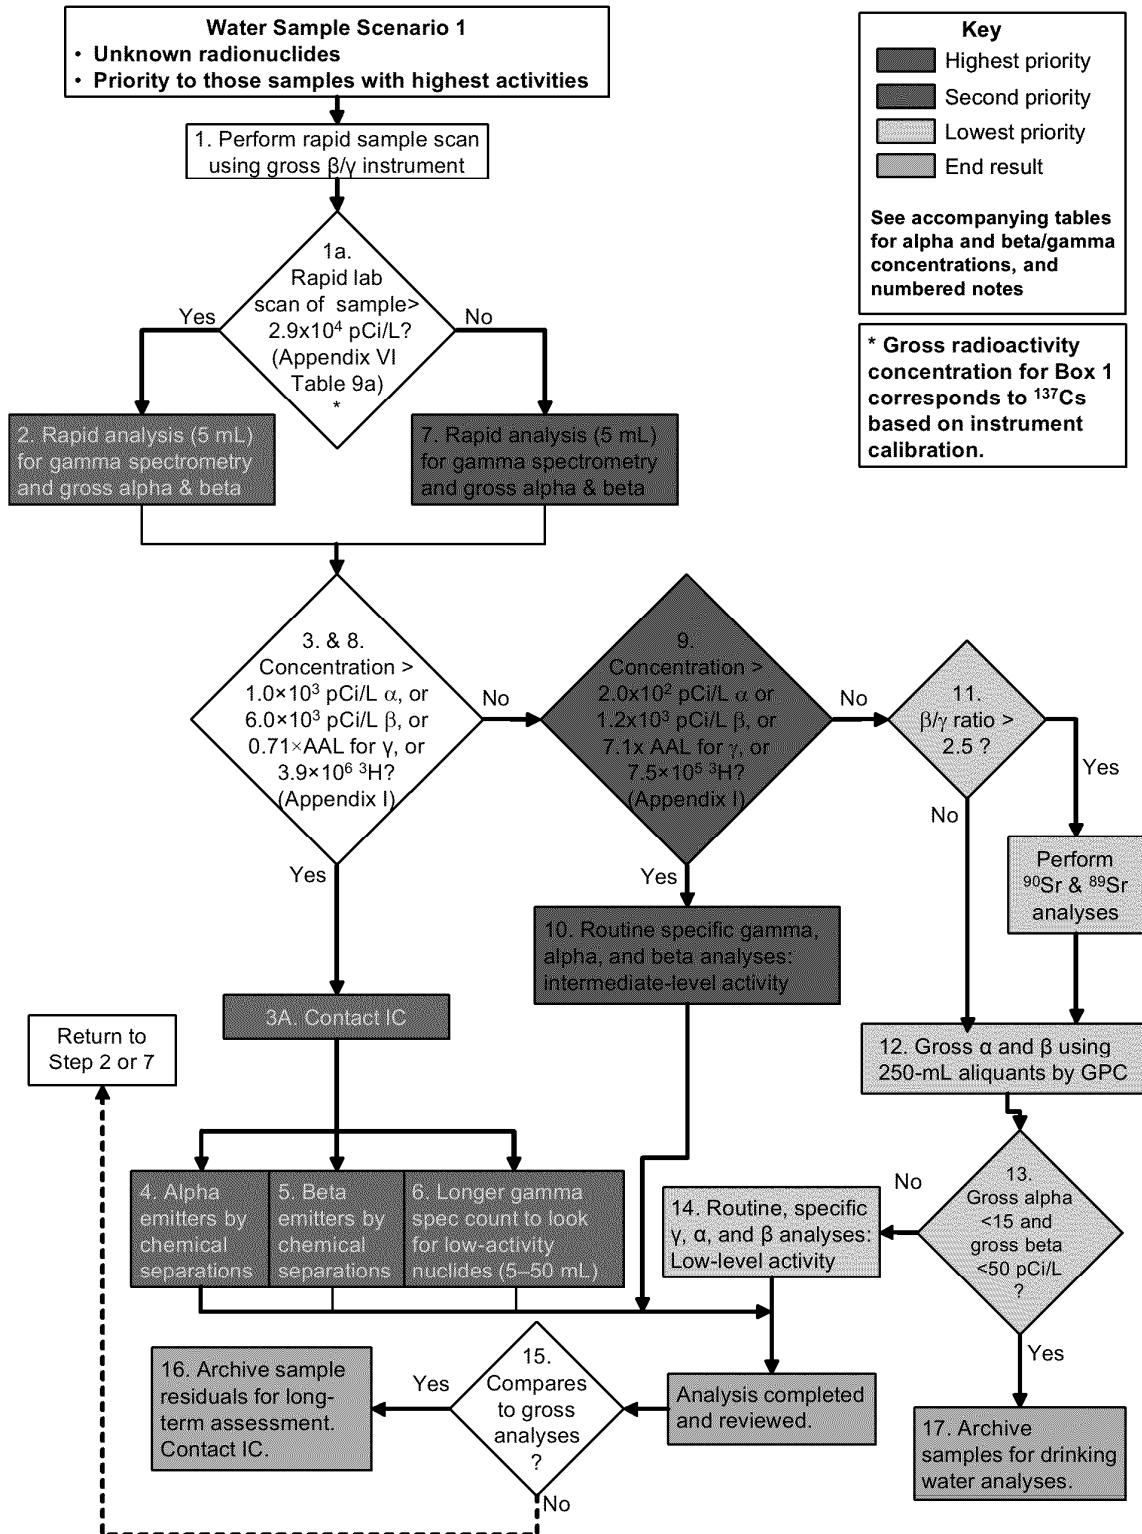 Water Sample Scenario 1
• Unknown radionuclides
• Priority to those samples with highest activities
Key
Highest priority
Second priority
Lowest priority
End result
See accompanying tables
for alpha and beta/gamma
concentrations, and
numbered notes
* Gross radioactivity
concentration for Box 1
corresponds to ¹³⁷Cs
based on instrument
calibration.
1. Perform rapid sample scan
using gross β/γ instrument
1a.
Rapid lab
scan of sample>
2.9x10⁴ pCi/L?
(Appendix VI
Table 9a)
*
Yes
No
2. Rapid analysis (5 mL)
for gamma spectrometry
and gross alpha & beta
7. Rapid analysis (5 mL)
for gamma spectrometry
and gross alpha & beta
3. & 8.
Concentration >
1.0×10³ pCi/L α, or
6.0×10³ pCi/L β, or
0.71×AAL for γ, or
3.9×10⁶ ³H?
(Appendix I)
No
Yes
9.
Concentration >
2.0x10² pCi/L α or
1.2x10³ pCi/L β, or
7.1x AAL for γ, or
7.5×10⁵ ³H?
(Appendix I)
No
Yes
11.
β/γ ratio >
2.5 ?
Yes
No
Perform
⁹⁰Sr & ⁸⁹Sr
analyses
10. Routine specific gamma,
alpha, and beta analyses:
intermediate-level activity
3A. Contact IC
Return to
Step 2 or 7
12. Gross α and β using
250-mL aliquants by GPC
4. Alpha
emitters by
chemical
separations
5. Beta
emitters by
chemical
separations
6. Longer gamma
spec count to look
for low-activity
nuclides (5–50 mL)
13.
Gross alpha
<15 and
gross beta
<50 pCi/L
?
No
Yes
14. Routine, specific
γ, α, and β analyses:
Low-level activity
Analysis completed
and reviewed.
15.
Compares
to gross
analyses
?
Yes
No
16. Archive sample
residuals for long-
term assessment.
Contact IC.
17. Archive
samples for drinking
water analyses.